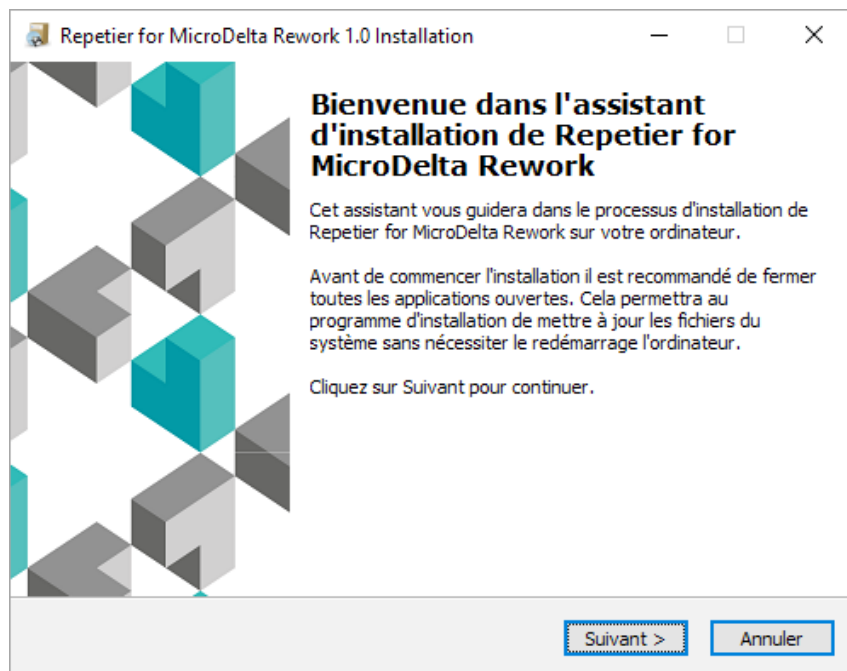 Repetier for MicroDelta Rework 1.0 Installation
Bienvenue dans l'assistant
d'installation de Repetier for
MicroDelta Rework
Cet assistant vous guidera dans le processus d'installation de
Repetier for MicroDelta Rework sur votre ordinateur.
Avant de commencer l'installation il est recommandé de fermer
toutes les applications ouvertes. Cela permettra au
programme d'installation de mettre à jour les fichiers du
système sans nécessiter le redémarrage l'ordinateur.
Cliquez sur Suivant pour continuer.
Suivant >
Annuler